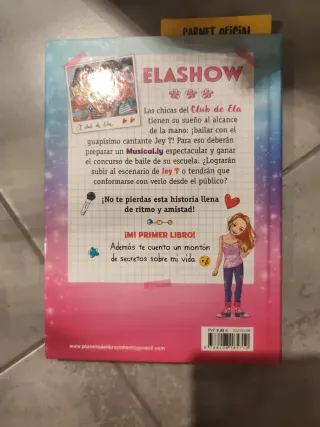 CARNET OFICIAL
El club de Ela
ELASHOW
Las chicas del Club de Ela
tienen su sueño al alcance
de la mano: ¡bailar con el
guapísimo cantante Jey T! Para eso deberán
preparar un Musical.ly espectacular y ganar
el concurso de baile de su escuela. ¿Lograrán
subir al escenario de Jey T o tendrán que
conformarse con verlo desde el público?
¡No te pierdas esta historia llena
de ritmo y amistad!
¡MI PRIMER LIBRO!
Además te cuento un montón
de secretos sobre mi vida.